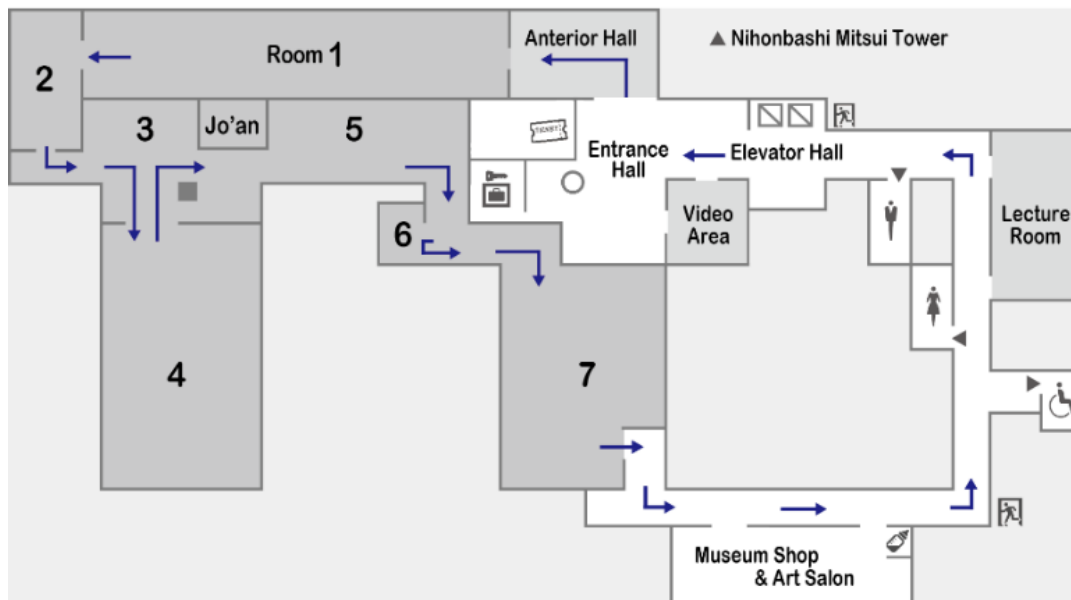 Room 1
Anterior Hall
▲ Nihonbashi Mitsui Tower
2
3
Jo'an
5
TICKET
Entrance
Hall
Elevator Hall
Video
Area
Lecture
Room
6
4
7
Museum Shop
& Art Salon